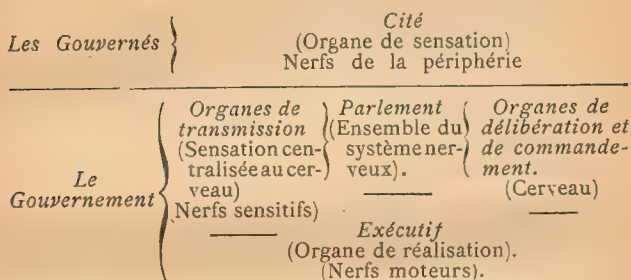 Les Gouvernés
Cité
(Organe de sensation)
Nerfs de la périphérie
Le
Gouvernement
Organes de
transmission
(Sensation cen-
tralisée au cer-
veau)
Nerfs sensitifs)
Parlement
(Ensemble du
système ner-
veux).
Organes de
délibération et
de commande-
ment.
(Cerveau)
Exécutif
(Organe de réalisation).
(Nerfs moteurs).